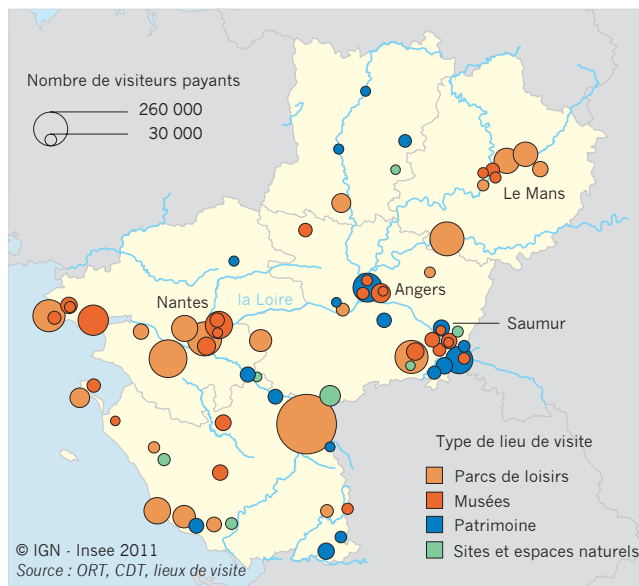 Nombre de visiteurs payants
260 000
30 000
Le Mans
Nantes
la Loire
Angers
Saumur
Type de lieu de visite
Parcs de loisirs
Musées
Patrimoine
Sites et espaces naturels
© IGN - Insee 2011
Source : ORT, CDT, lieux de visite